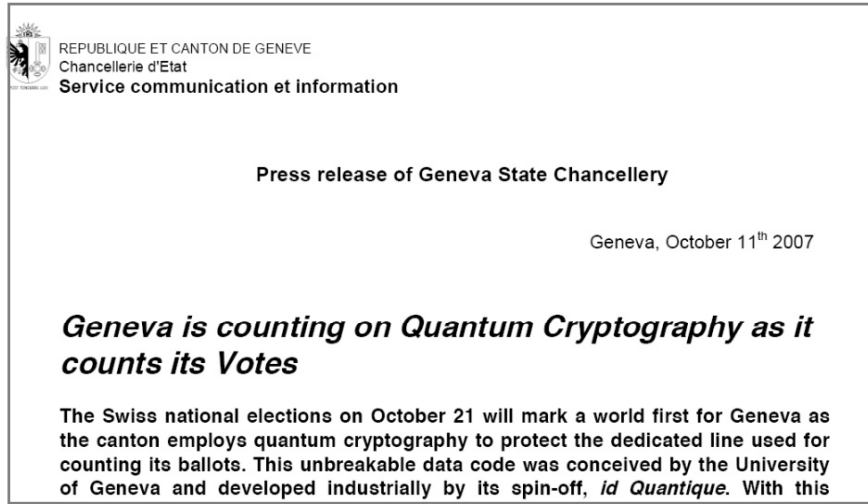 REPUBLIQUE ET CANTON DE GENEVE
Chancellerie d'Etat
Service communication et information
Press release of Geneva State Chancellery
Geneva, October 11th 2007
Geneva is counting on Quantum Cryptography as it
counts its Votes
The Swiss national elections on October 21 will mark a world first for Geneva as
the canton employs quantum cryptography to protect the dedicated line used for
counting its ballots. This unbreakable data code was conceived by the University
of Geneva and developed industrially by its spin-off, id Quantique. With this